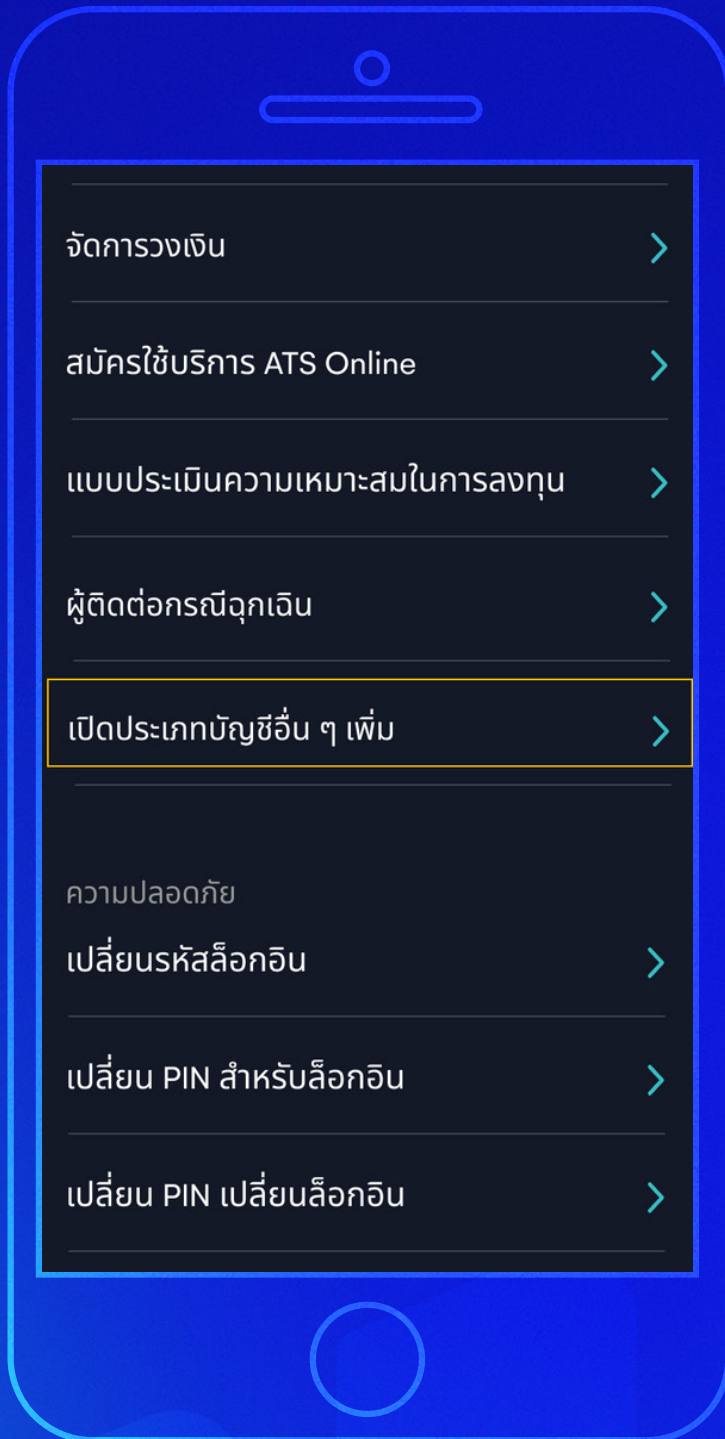 จัดการวงเงิน
สมัครใช้บริการ ATS Online
แบบประเมินความเหมาะสมในการลงทุน
ผู้ติดต่อกรณีฉุกเฉิน
เปิดประเภทบัญชีอื่น ๆ เพิ่ม
ความปลอดภัย
เปลี่ยนรหัสล็อกอิน
เปลี่ยน PIN สำหรับล็อกอิน
เปลี่ยน PIN เปลี่ยนล็อกอิน